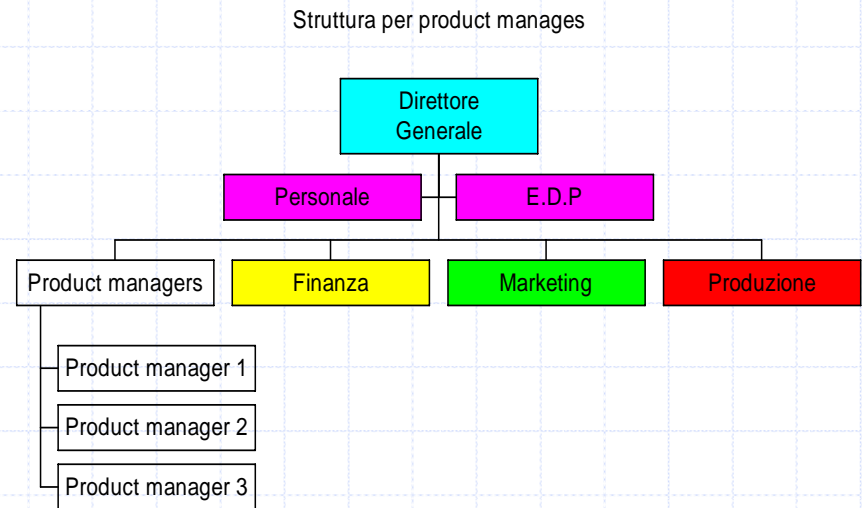 Struttura per product manages
Direttore
Generale
Personale
E.D.P
Product managers
Finanza
Marketing
Produzione
Product manager 1
Product manager 2
Product manager 3